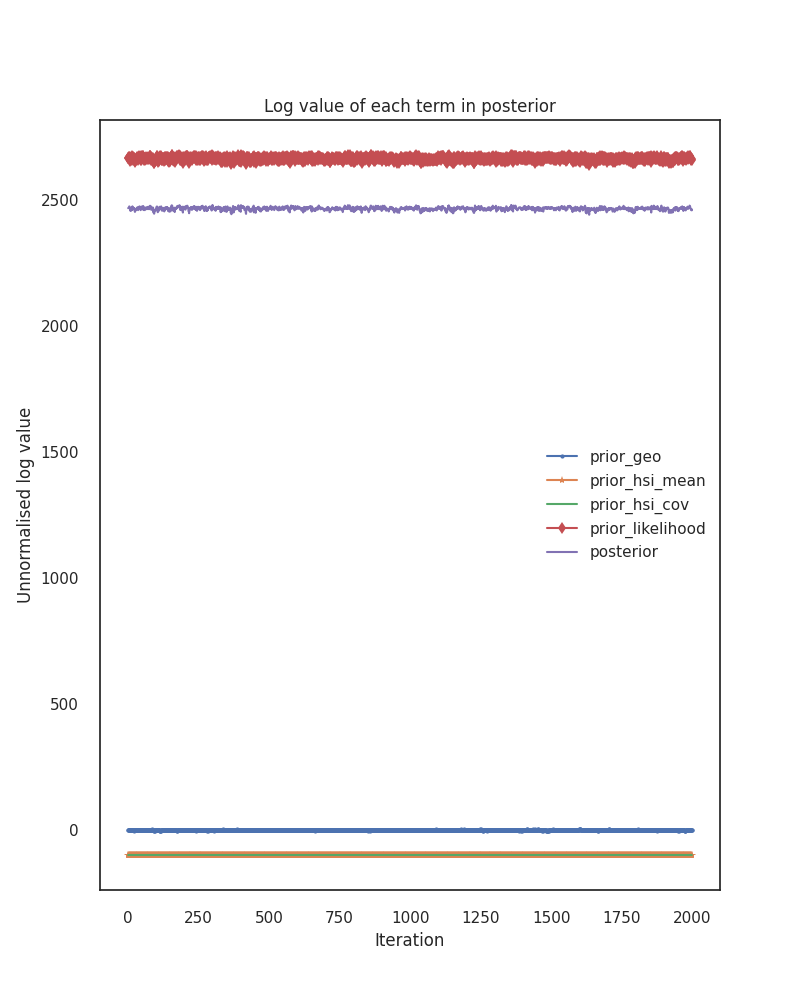 Log value of each term in posterior
Unnormalised log value
2500
2000
1500
1000
500
0
prior_geo
prior_hsi_mean
prior_hsi_cov
prior_likelihood
posterior
0 250 500 750 1000 1250 1500 1750 2000
Iteration